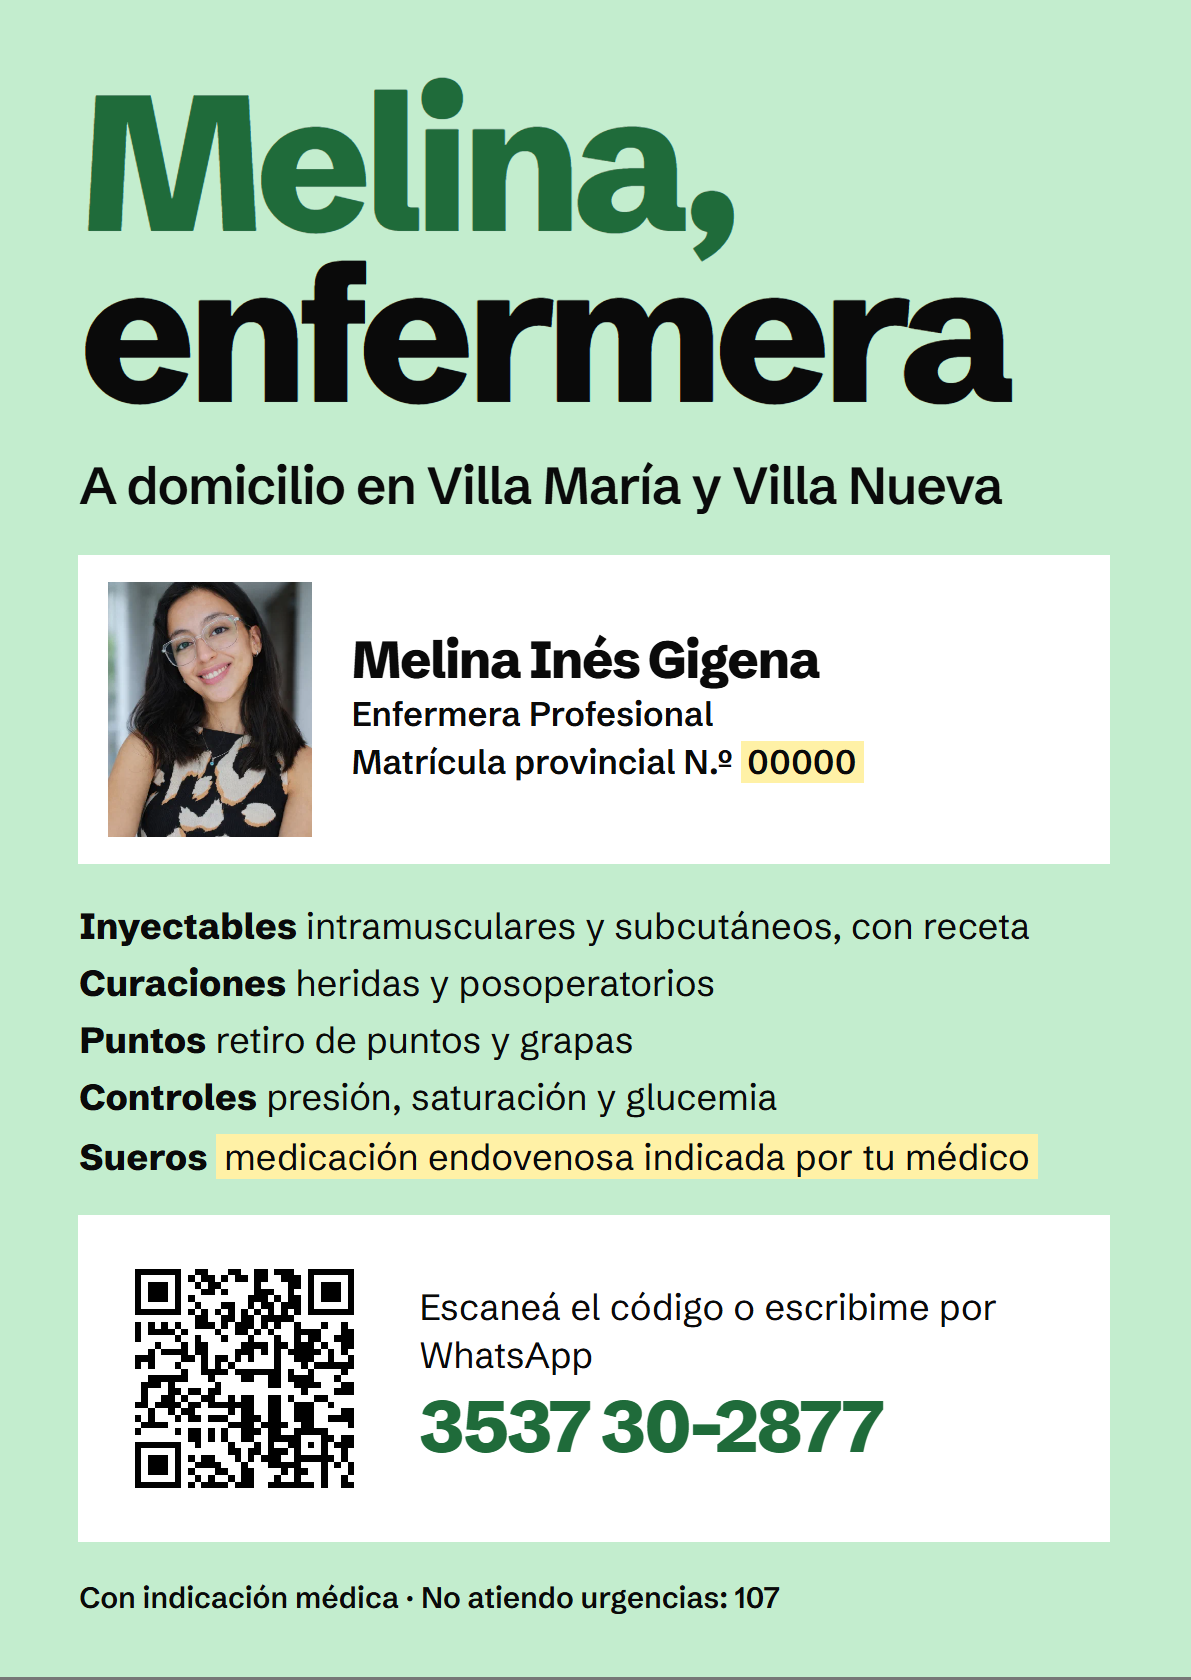 Melina,
enfermera
A domicilio en Villa María y Villa Nueva
Melina Inés Gigena
Enfermera Profesional
Matrícula provincial N.º 00000
Inyectables intramusculares y subcutáneos, con receta
Curaciones heridas y posoperatorios
Puntos retiro de puntos y grapas
Controles presión, saturación y glucemia
Sueros medicación endovenosa indicada por tu médico
Escaneá el código o escribime por
WhatsApp
3537 30-2877
Con indicación médica · No atiendo urgencias: 107